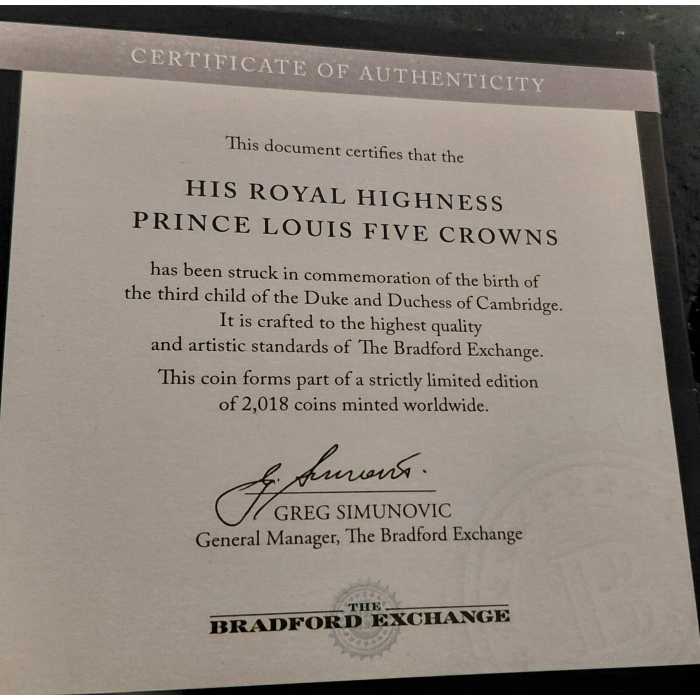 CERTIFICATE OF AUTHENTICITY
This document certifies that the
HIS ROYAL HIGHNESS
PRINCE LOUIS FIVE CROWNS
has been struck in commemoration of the birth of
the third child of the Duke and Duchess of Cambridge.
It is crafted to the highest quality
and artistic standards of The Bradford Exchange.
This coin forms part of a strictly limited edition
of 2,018 coins minted worldwide.
G. Simunovic.
GREG SIMUNOVIC
General Manager, The Bradford Exchange
THE
BRADFORD EXCHANGE